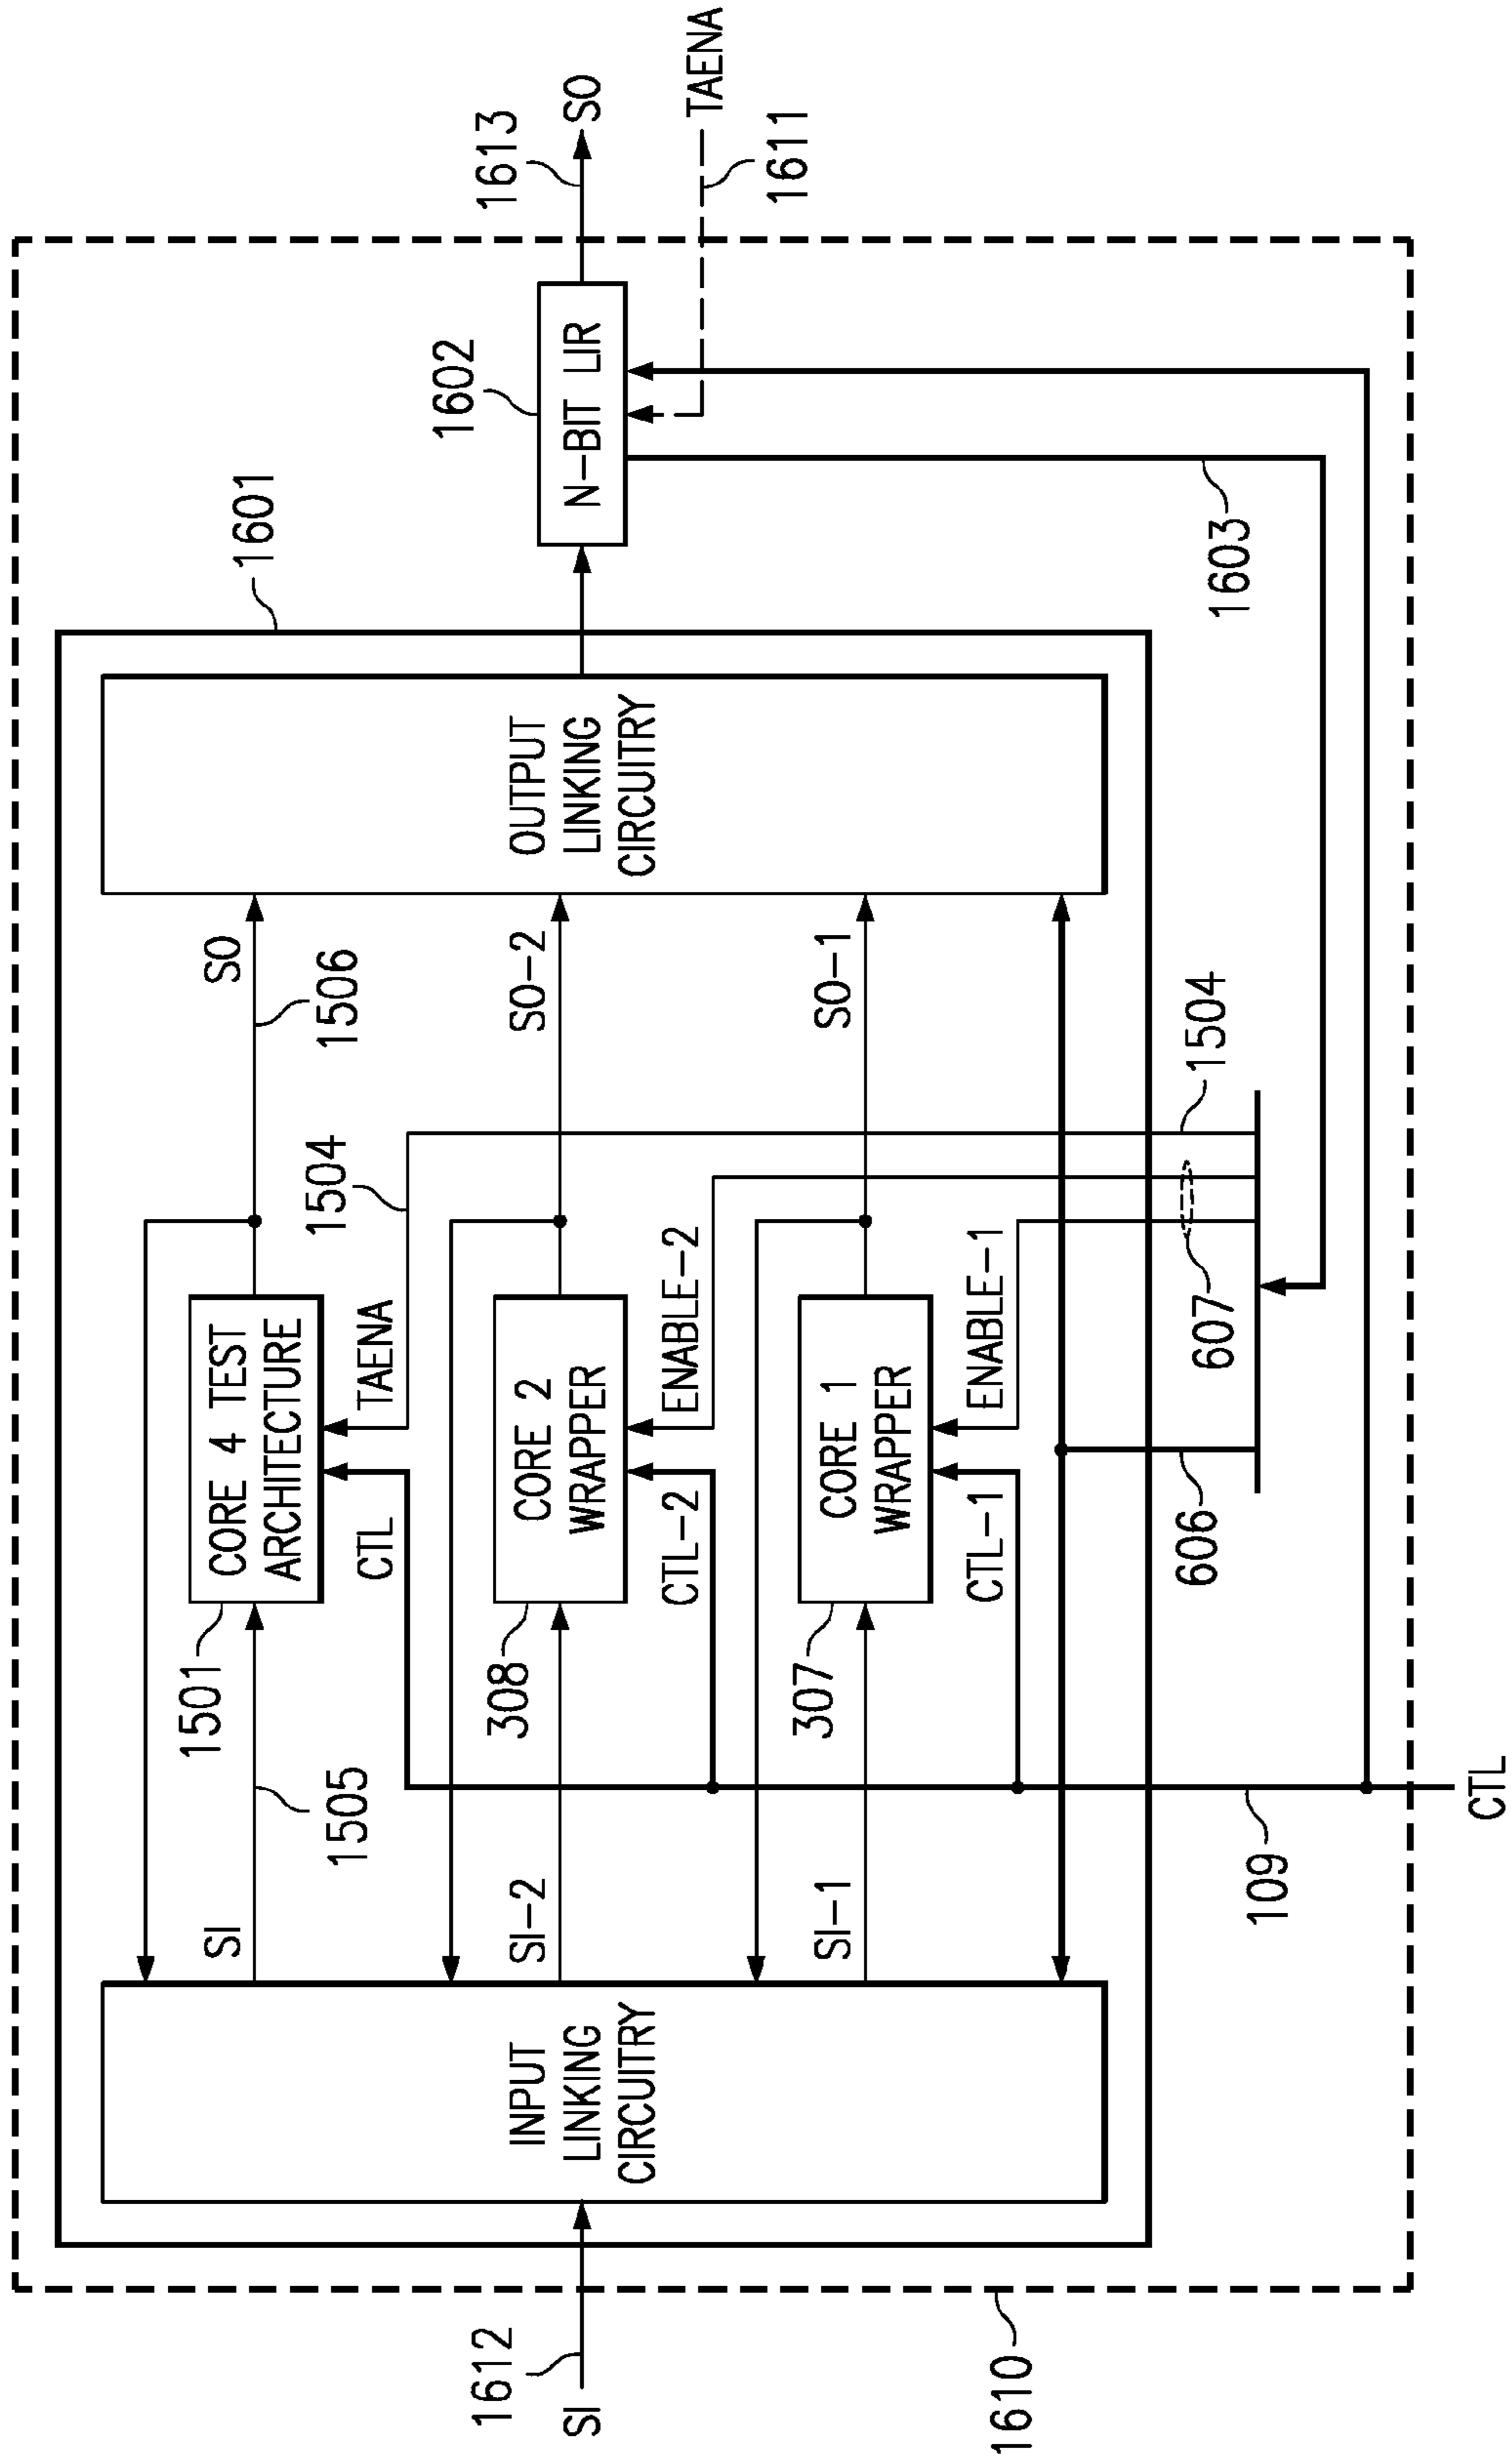 1601
1602
1613
SO
TAENA
1611
N-BIT LIR
1603
1501
CORE 4 TEST
ARCHITECTURE
SI
1505
SO
1506
CTL
TAENA
1504
INPUT
LINKING
CIRCUITRY
OUTPUT
LINKING
CIRCUITRY
1612
SI
308
CORE 2
WRAPPER
SI-2
SO-2
CTL-2
ENABLE-2
307
CORE 1
WRAPPER
SI-1
SO-1
CTL-1
ENABLE-1
1610
109
606
607
1504
CTL